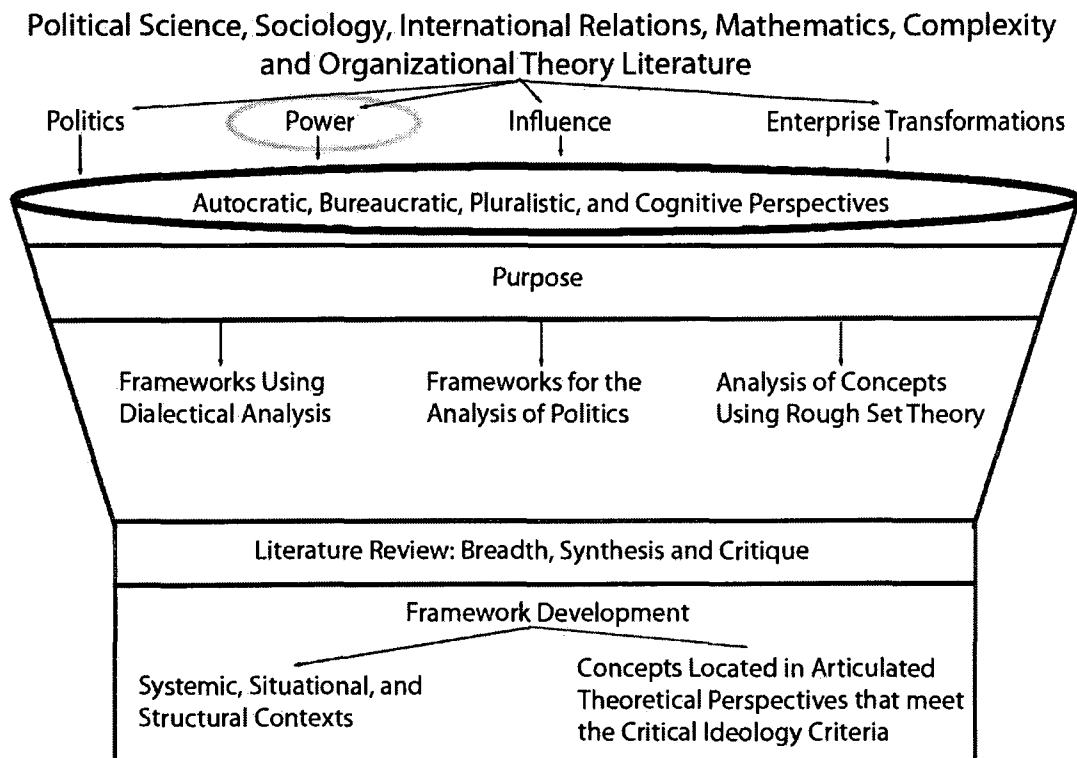 Political Science, Sociology, International Relations, Mathematics, Complexity
and Organizational Theory Literature
Politics
Power
Influence
Enterprise Transformations
Autocratic, Bureaucratic, Pluralistic, and Cognitive Perspectives
Purpose
Frameworks Using
Dialectical Analysis
Frameworks for the
Analysis of Politics
Analysis of Concepts
Using Rough Set Theory
Literature Review: Breadth, Synthesis and Critique
Framework Development
Systemic, Situational, and
Structural Contexts
Concepts Located in Articulated
Theoretical Perspectives that meet
the Critical Ideology Criteria